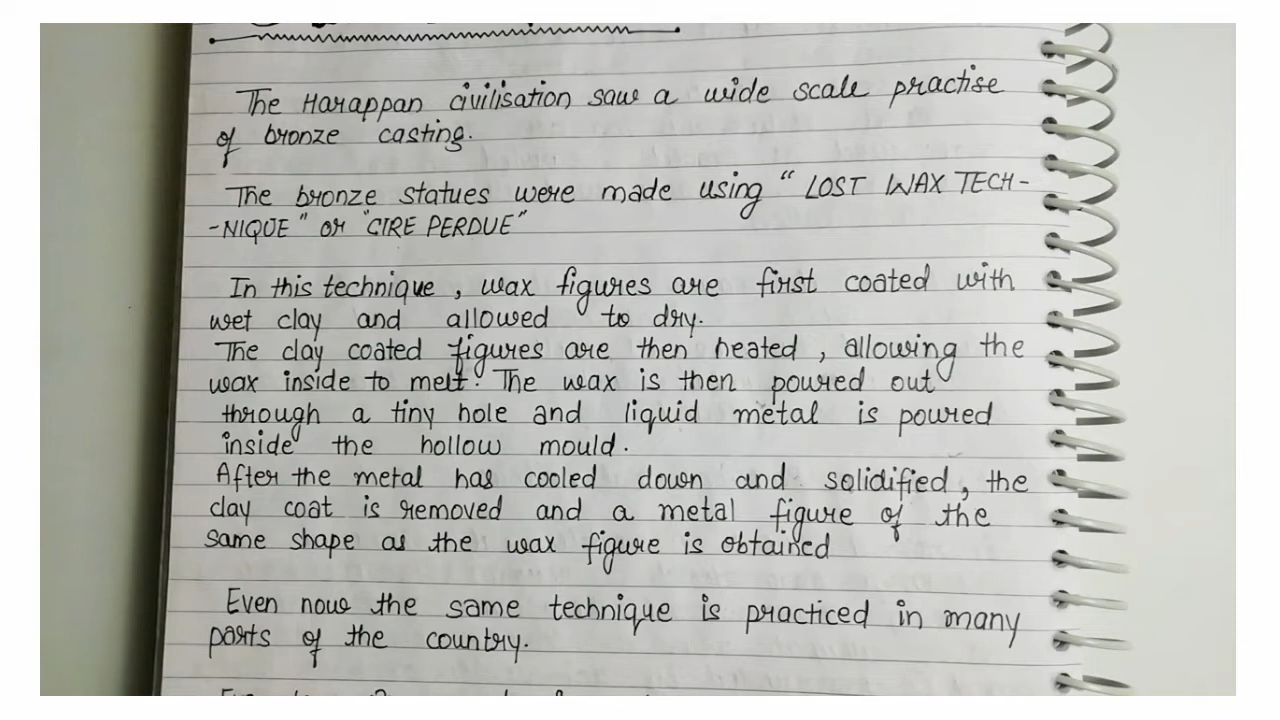 The Harappan civilisation saw a wide scale practise
of bronze casting.
The bronze statues were made using "LOST WAX TECH-
-NIQUE" or "CIRE PERDUE"
In this technique, wax figures are first coated with
wet clay and allowed to dry.
The clay coated figures are then heated, allowing the
wax inside to melt. The wax is then poured out
through a tiny hole and liquid metal is poured
inside the hollow mould.
After the metal has cooled down and solidified, the
clay coat is removed and a metal figure of the
same shape as the wax figure is obtained
Even now the same technique is practiced in many
parts of the country.